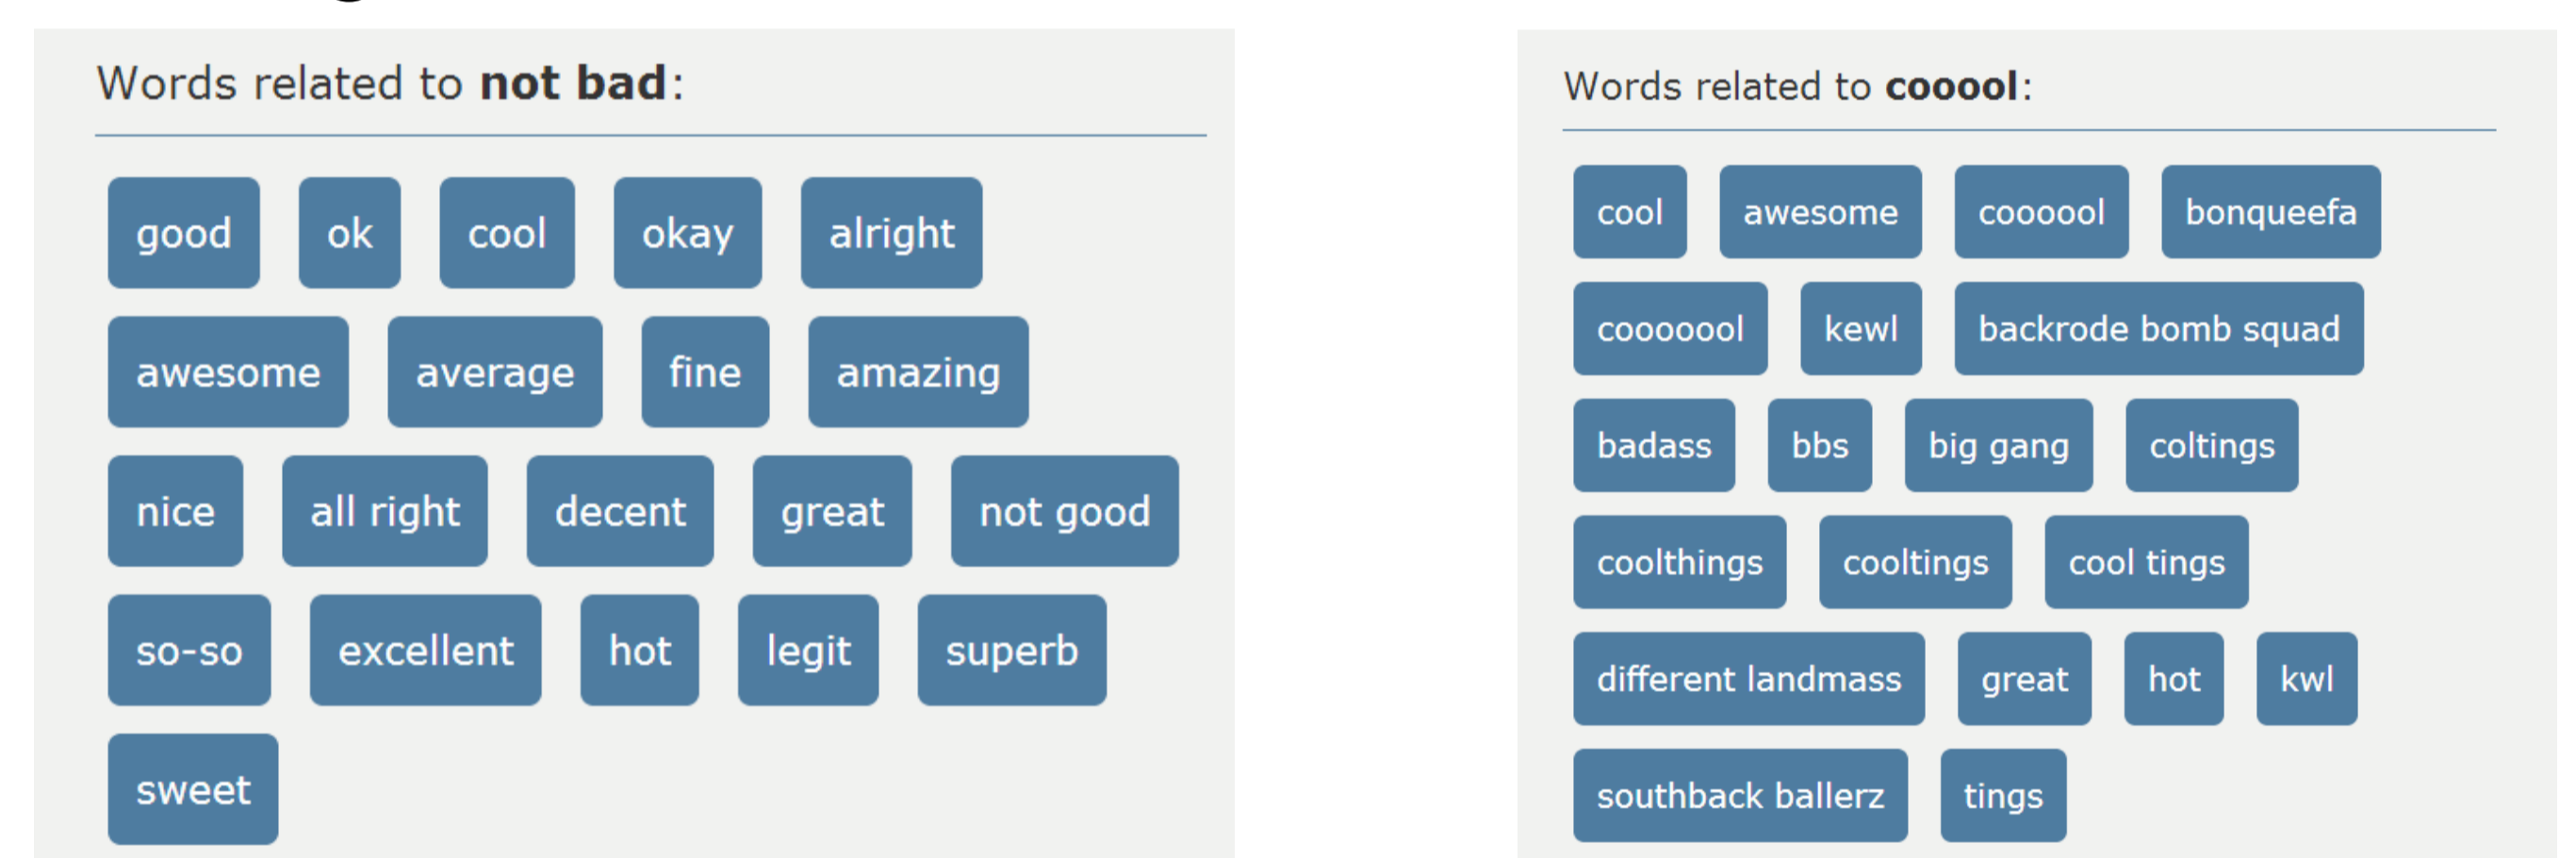 Words related to not bad:
good ok cool okay alright
awesome average fine amazing
nice all right decent great not good
so-so excellent hot legit superb
sweet
Words related to cooool:
cool awesome coooool bonqueefa
cooooool kewl backrode bomb squad
badass bbs big gang coltings
coolthings cooltings cool tings
different landmass great hot kwl
southback ballerz tings